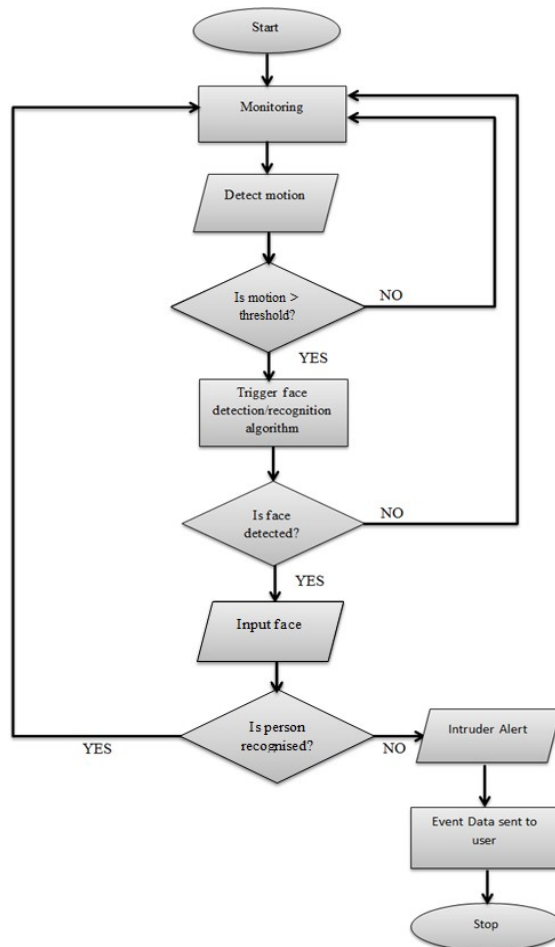 Start
Monitoring
Detect motion
Is motion >
threshold?
NO
YES
Trigger face
detection/recognition
algorithm
Is face
detected?
NO
YES
Input face
Is person
recognised?
YES
NO
Intruder Alert
Event Data sent to
user
Stop